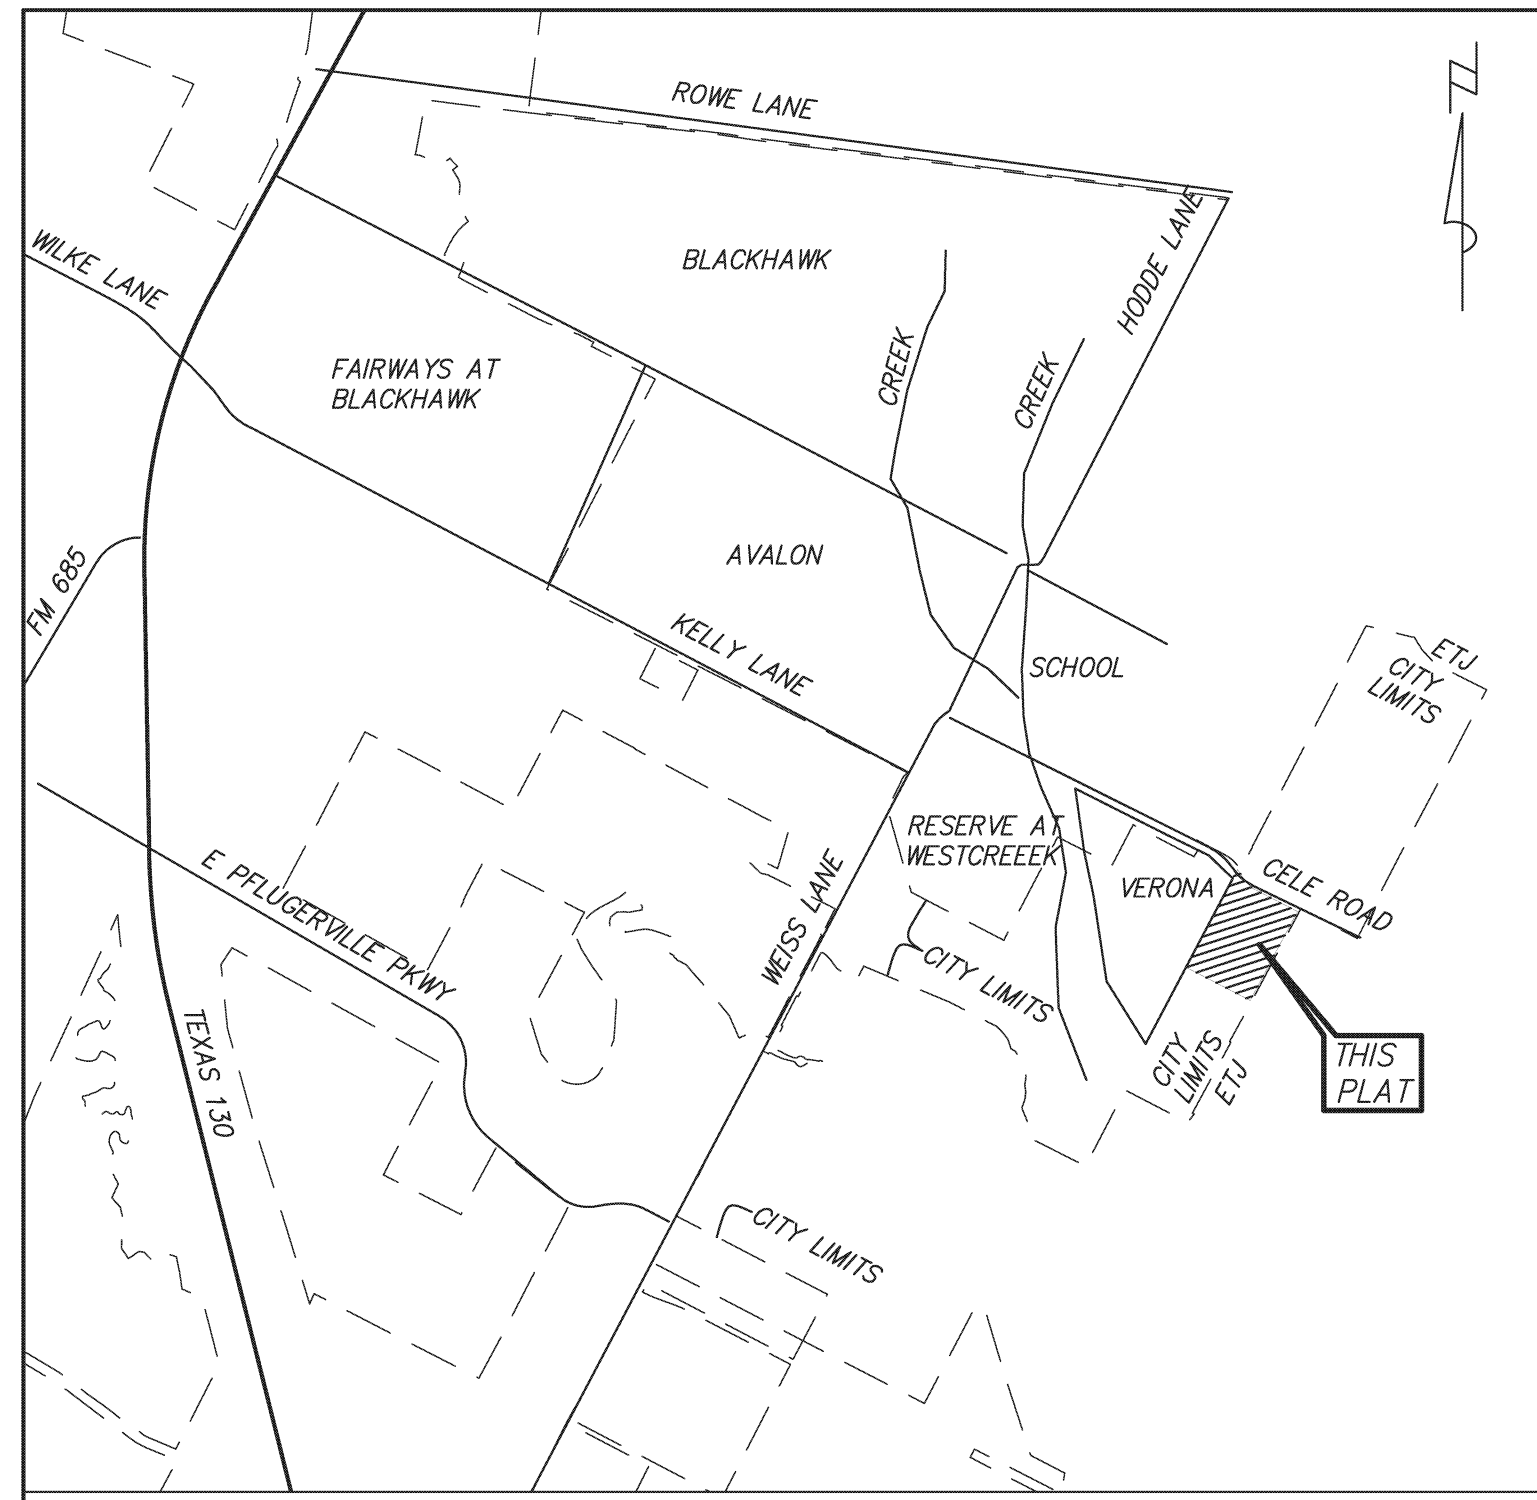 N
ROWE LANE
HODDE LANE
BLACKHAWK
WILKE LANE
CREEK
CREEK
FAIRWAYS AT
BLACKHAWK
AVALON
FM 685
KELLY LANE
SCHOOL
ETJ
CITY
LIMITS
RESERVE AT
WESTCREEEK
VERONA
CELE ROAD
E PFLUGERVILLE PKWY
WEISS LANE
CITY LIMITS
TEXAS 130
CITY
LIMITS
ETJ
THIS
PLAT
CITY LIMITS